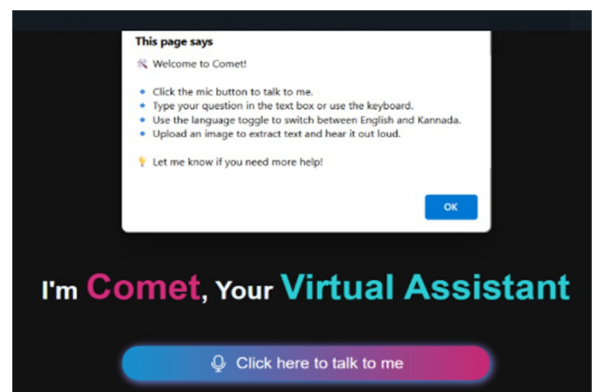 This page says
🛠 Welcome to Comet!
🔹 Click the mic button to talk to me.
🔹 Type your question in the text box or use the keyboard.
🔹 Use the language toggle to switch between English and Kannada.
🔹 Upload an image to extract text and hear it out loud.
💡 Let me know if you need more help!
OK
I'm Comet, Your Virtual Assistant
Click here to talk to me